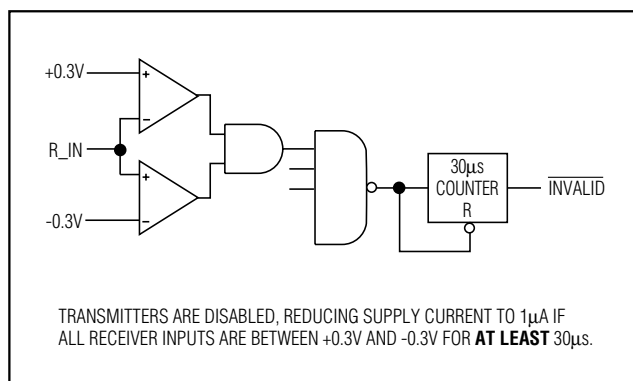 +0.3V
+
−
R_IN
+
−
-0.3V
30μs
COUNTER
R
INVALID
TRANSMITTERS ARE DISABLED, REDUCING SUPPLY CURRENT TO 1μA IF
ALL RECEIVER INPUTS ARE BETWEEN +0.3V AND -0.3V FOR AT LEAST 30μs.